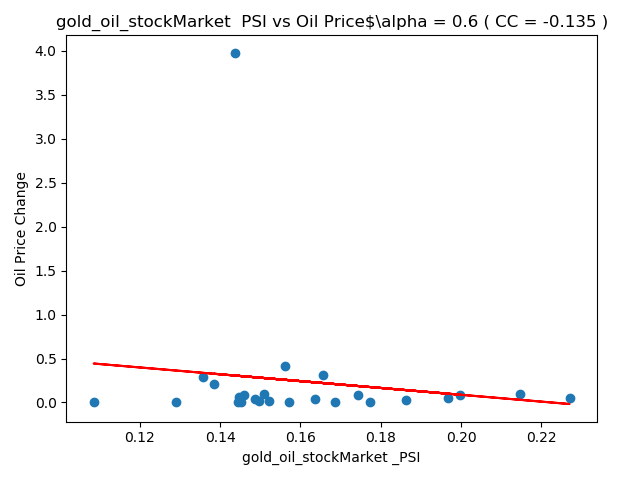 gold_oil_stockMarket  PSI vs Oil Price$\alpha = 0.6 ( CC = -0.135 )
4.0
3.5
3.0
2.5
2.0
1.5
1.0
0.5
0.0
Oil Price Change
0.12 0.14 0.16 0.18 0.20 0.22
gold_oil_stockMarket _PSI